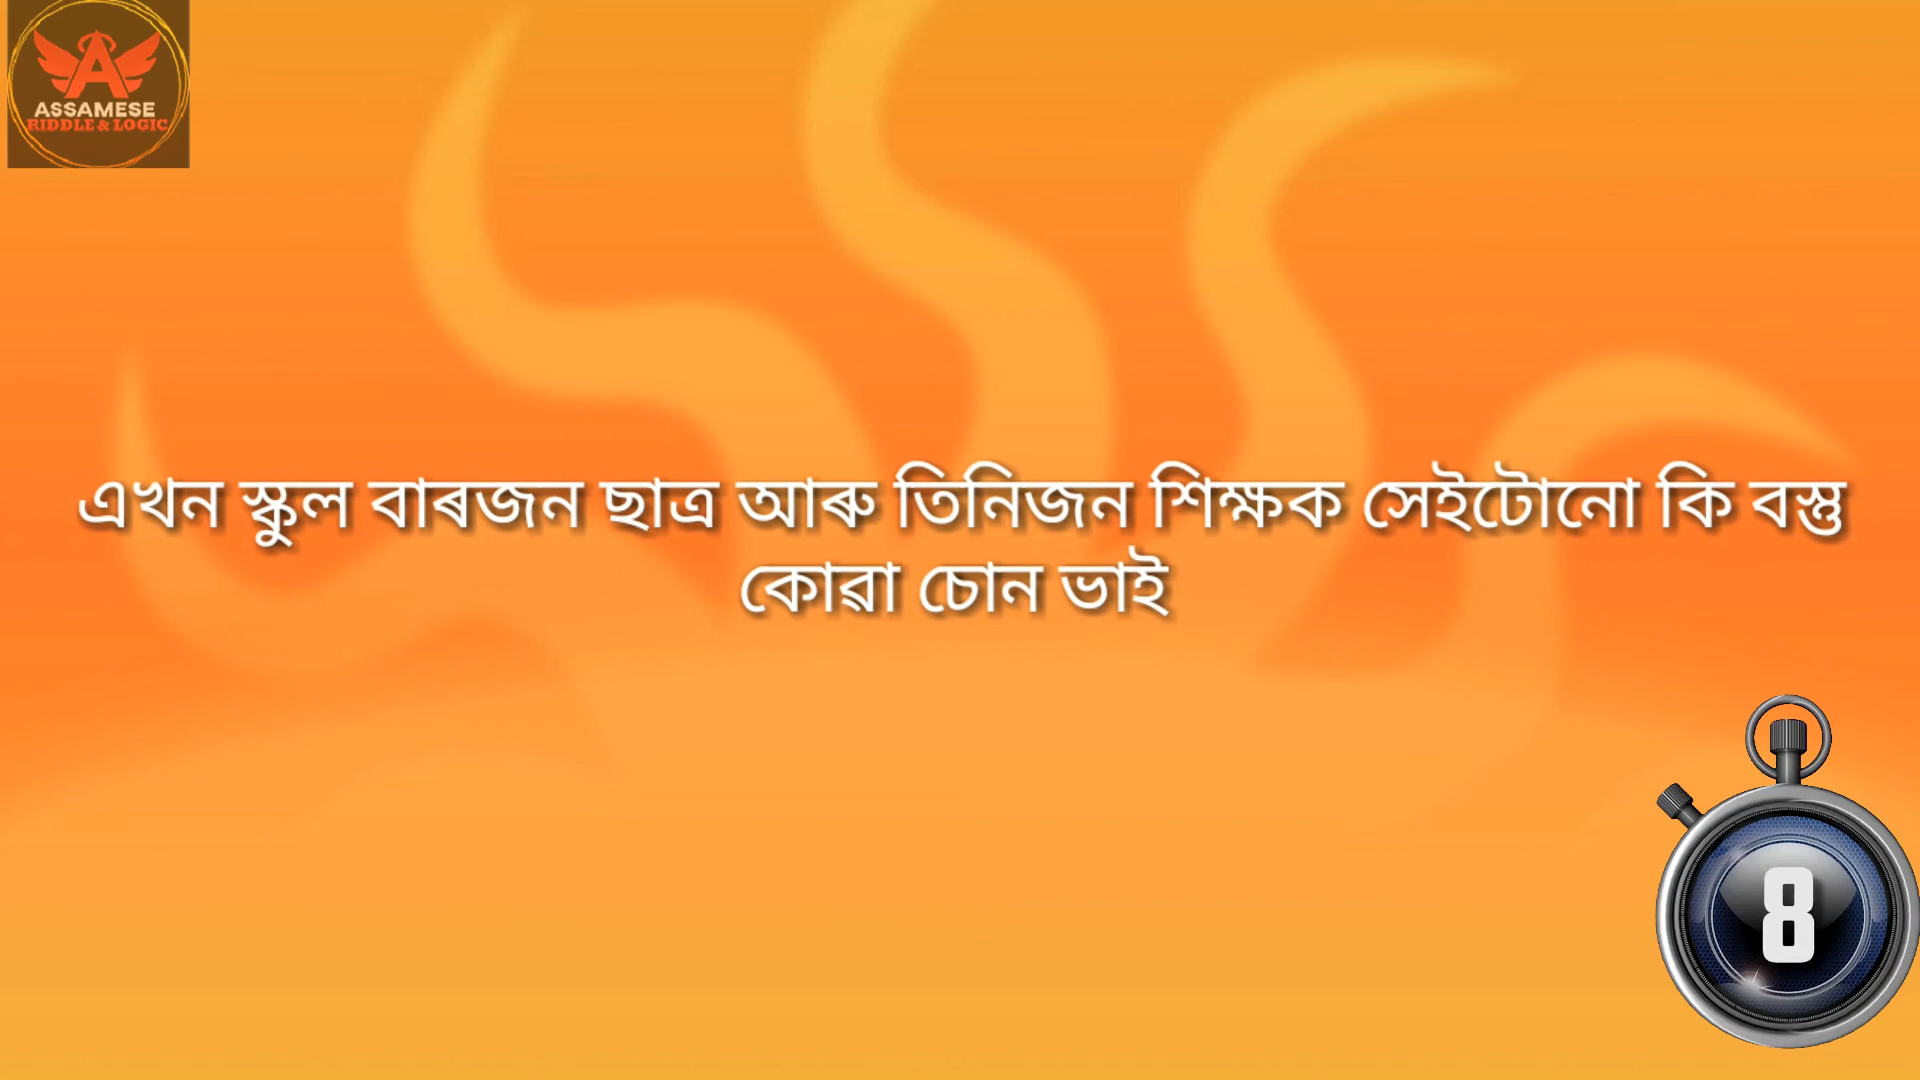 ASSAMESE
RIDDLE & LOGIC
এখন স্কুল বাৰজন ছাত্ৰ আৰু তিনিজন শিক্ষক সেইটোনো কি বস্তু
কোৱা চোন ভাই
8